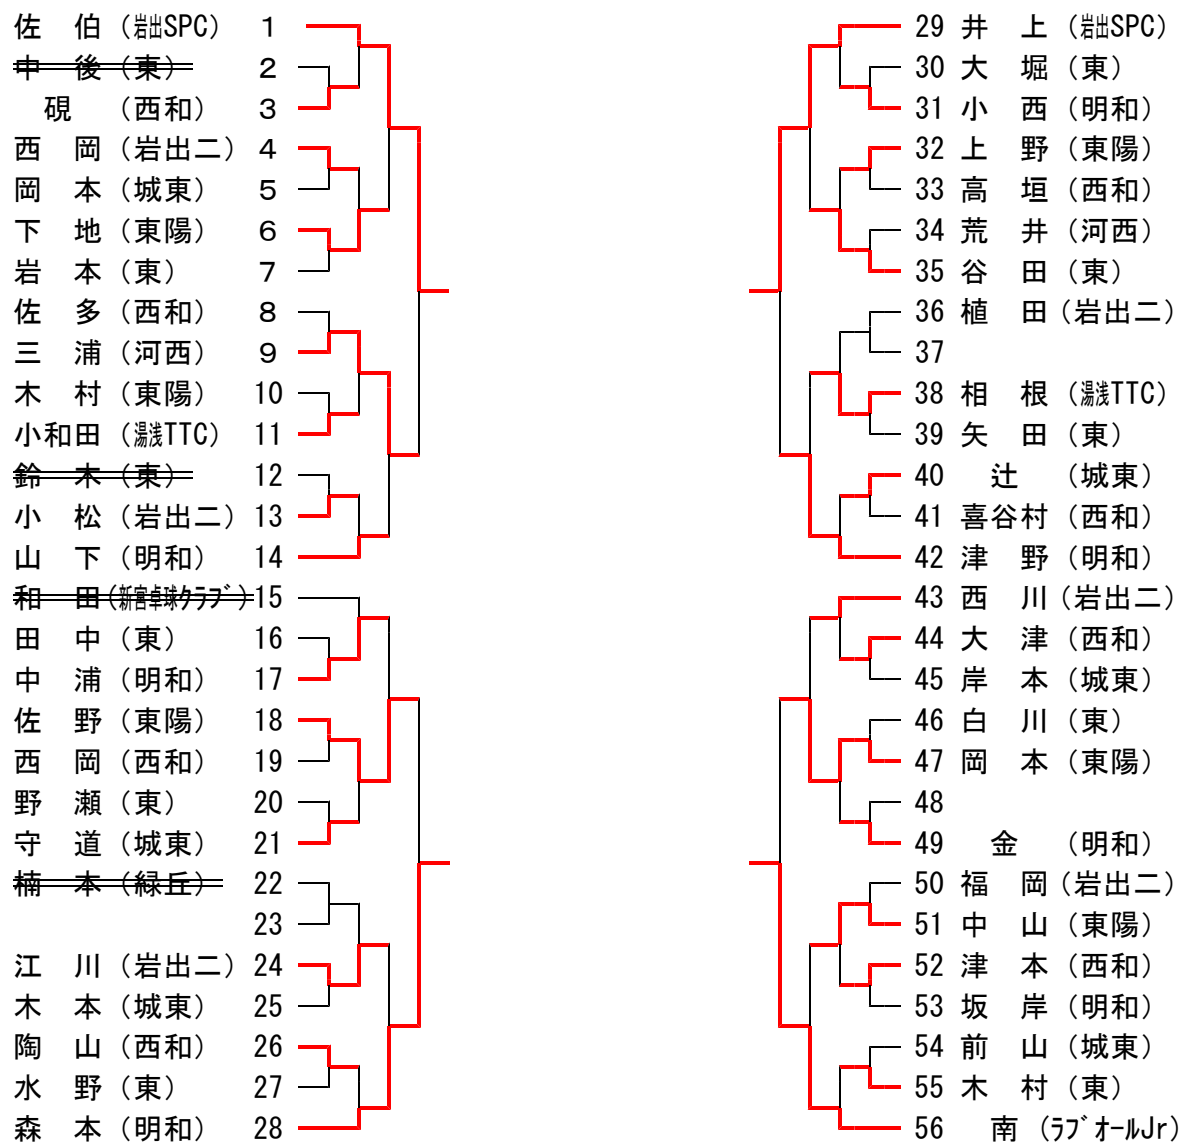 佐　伯（岩出SPC） 1
中　後（東） 2
硯　（西和） 3
西　岡（岩出二） 4
岡　本（城東） 5
下　地（東陽） 6
岩　本（東） 7
佐　多（西和） 8
三　浦（河西） 9
木　村（東陽） 10
小和田（湯浅TTC） 11
鈴　木（東） 12
小　松（岩出二） 13
山　下（明和） 14
和　田（新宮卓球クラブ） 15
田　中（東） 16
中　浦（明和） 17
佐　野（東陽） 18
西　岡（西和） 19
野　瀬（東） 20
守　道（城東） 21
楠　本（緑丘） 22
23
江　川（岩出二） 24
木　本（城東） 25
陶　山（西和） 26
水　野（東） 27
森　本（明和） 28
29 井　上（岩出SPC）
30 大　堀（東）
31 小　西（明和）
32 上　野（東陽）
33 高　垣（西和）
34 荒　井（河西）
35 谷　田（東）
36 植　田（岩出二）
37
38 相　根（湯浅TTC）
39 矢　田（東）
40 辻　（城東）
41 喜谷村（西和）
42 津　野（明和）
43 西　川（岩出二）
44 大　津（西和）
45 岸　本（城東）
46 白　川（東）
47 岡　本（東陽）
48
49 金　（明和）
50 福　岡（岩出二）
51 中　山（東陽）
52 津　本（西和）
53 坂　岸（明和）
54 前　山（城東）
55 木　村（東）
56 南（ラブオールJr）